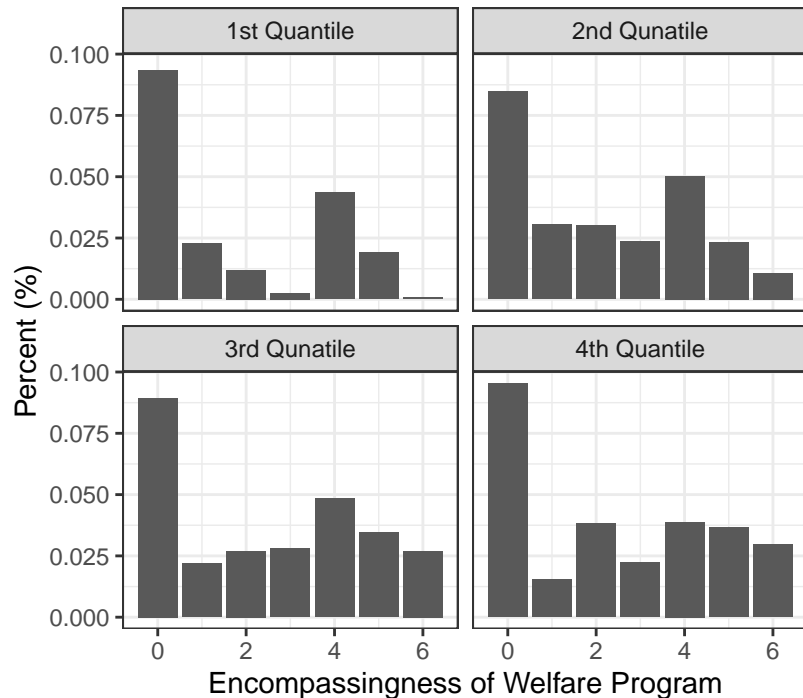 1st Quantile
2nd Qunatile
0.100
0.075
0.050
0.025
0.000
3rd Qunatile
4th Quantile
0.100
0.075
0.050
0.025
0.000
0 2 4 6
0 2 4 6
Percent (%)
Encompassingness of Welfare Program